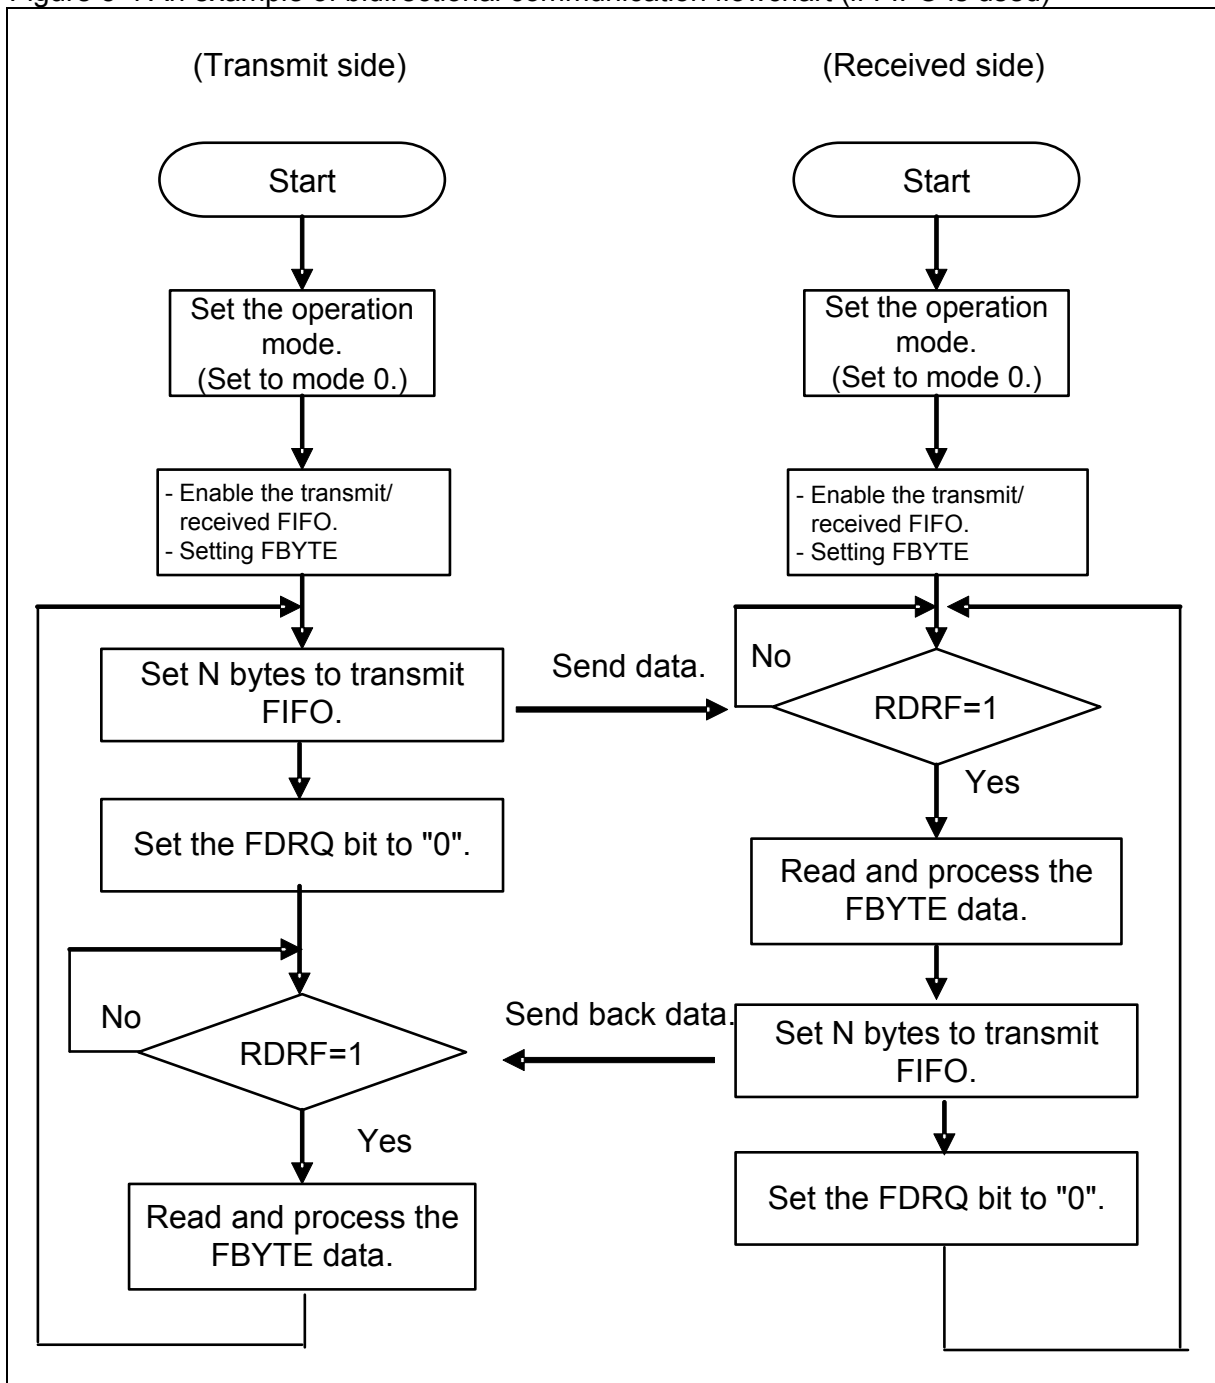 (Transmit side)
(Received side)
Start
Start
Set the operation
mode.
(Set to mode 0.)
Set the operation
mode.
(Set to mode 0.)
- Enable the transmit/
received FIFO.
- Setting FBYTE
- Enable the transmit/
received FIFO.
- Setting FBYTE
Set N bytes to transmit
FIFO.
Send data.
No
RDRF=1
Yes
Set the FDRQ bit to "0".
Read and process the
FBYTE data.
No
RDRF=1
Yes
Send back data.
Set N bytes to transmit
FIFO.
Read and process the
FBYTE data.
Set the FDRQ bit to "0".